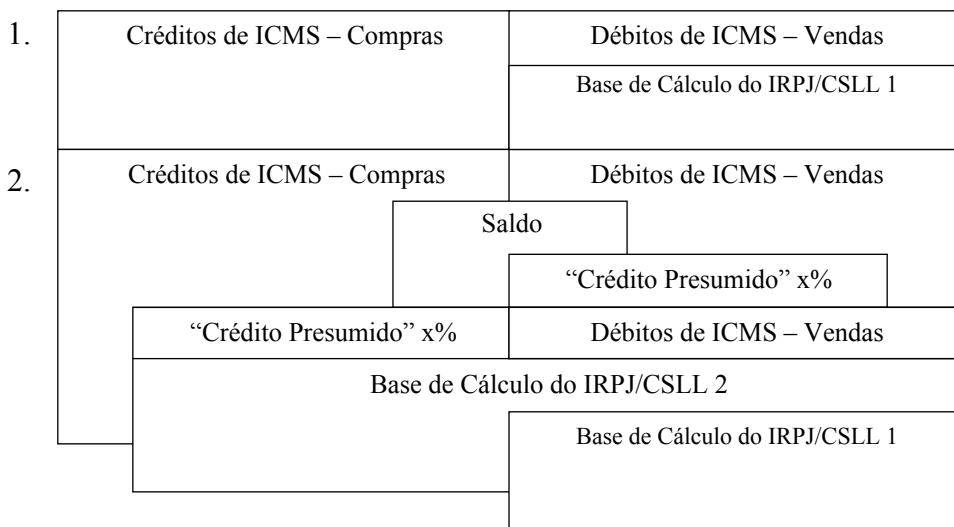 1.
Créditos de ICMS – Compras
Débitos de ICMS – Vendas
Base de Cálculo do IRPJ/CSLL 1
2.
Créditos de ICMS – Compras
Débitos de ICMS – Vendas
Saldo
“Crédito Presumido” x%
“Crédito Presumido” x%
Débitos de ICMS – Vendas
Base de Cálculo do IRPJ/CSLL 2
Base de Cálculo do IRPJ/CSLL 1